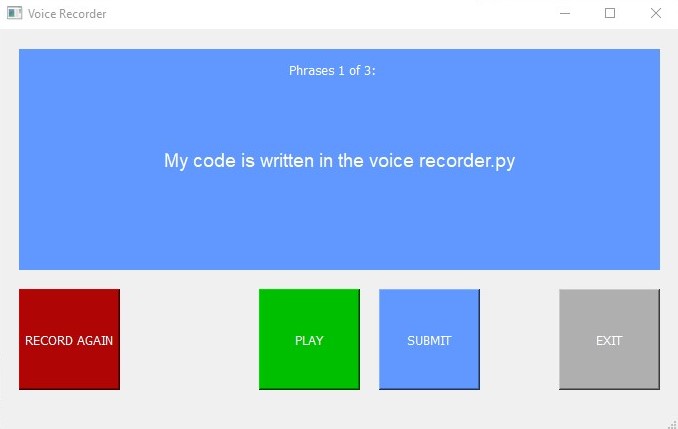 Voice Recorder
Phrases 1 of 3:
My code is written in the voice recorder.py
RECORD AGAIN
PLAY
SUBMIT
EXIT